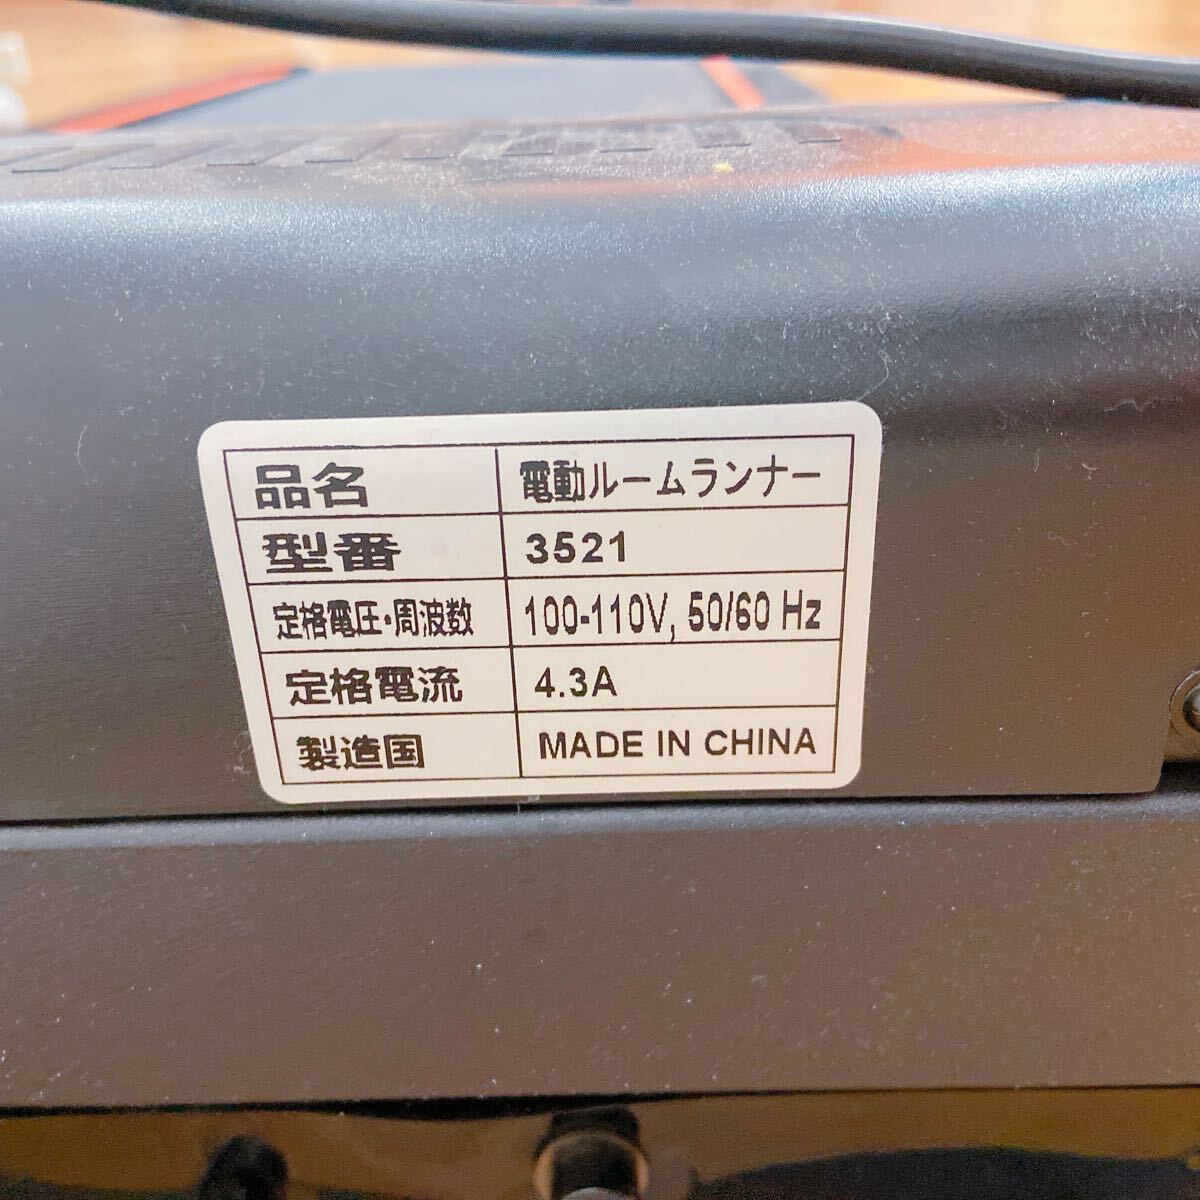 品名 電動ルームランナー
型番 3521
定格電圧・周波数 100-110V, 50/60 Hz
定格電流 4.3A
製造国 MADE IN CHINA